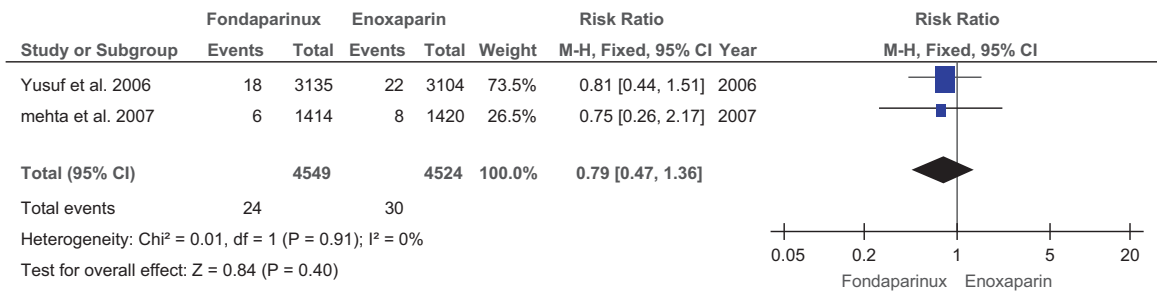 Fondaparinux Enoxaparin Risk Ratio Risk Ratio
Study or Subgroup Events Total Events Total Weight M-H, Fixed, 95% CI Year M-H, Fixed, 95% CI
Yusuf et al. 2006 18 3135 22 3104 73.5% 0.81 [0.44, 1.51] 2006
mehta et al. 2007 6 1414 8 1420 26.5% 0.75 [0.26, 2.17] 2007
Total (95% CI) 4549 4524 100.0% 0.79 [0.47, 1.36]
Total events 24 30
Heterogeneity: Chi² = 0.01, df = 1 (P = 0.91); I² = 0%
Test for overall effect: Z = 0.84 (P = 0.40)
0.05 0.2 1 5 20
Fondaparinux Enoxaparin